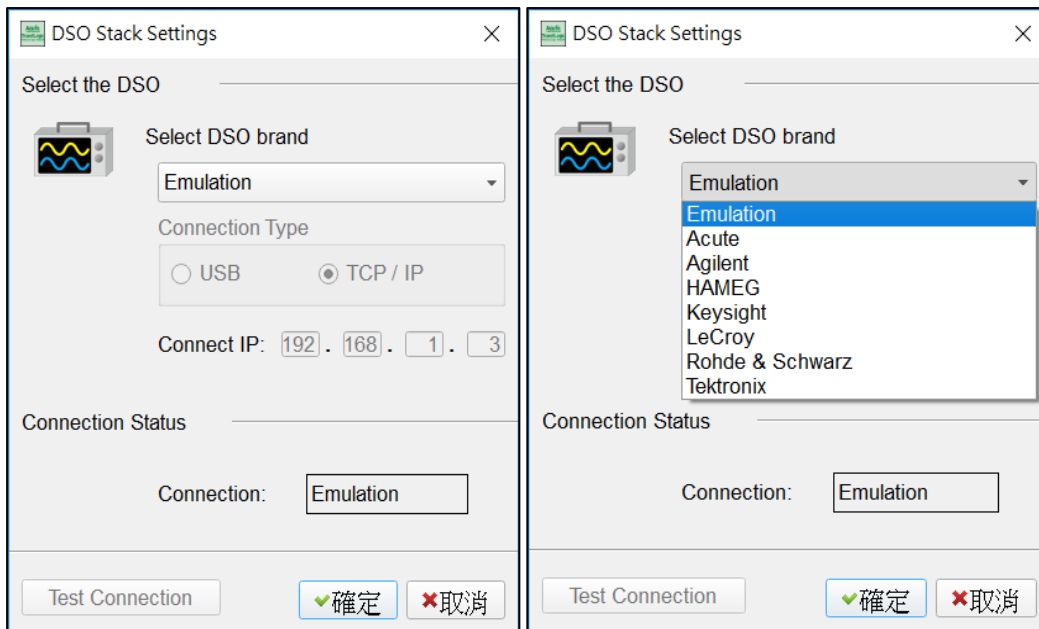 DSO Stack Settings
Select the DSO
Select DSO brand
Emulation
Connection Type
USB TCP / IP
Connect IP: 192 . 168 . 1 . 3
Connection Status
Connection: Emulation
Test Connection 確定 取消
DSO Stack Settings
Select the DSO
Select DSO brand
Emulation
Emulation
Acute
Agilent
HAMEG
Keysight
LeCroy
Rohde & Schwarz
Tektronix
Connection Status
Connection: Emulation
Test Connection 確定 取消